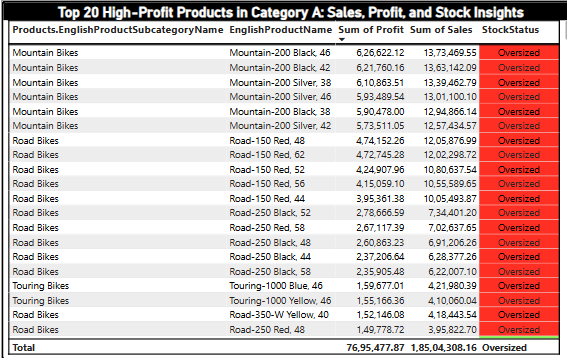 Top 20 High-Profit Products in Category A: Sales, Profit, and Stock Insights
Products.EnglishProductSubcategoryName EnglishProductName Sum of Profit Sum of Sales StockStatus
Mountain Bikes Mountain-200 Black, 46 6,26,622.12 13,73,469.55 Oversized
Mountain Bikes Mountain-200 Black, 42 6,21,760.16 13,63,142.09 Oversized
Mountain Bikes Mountain-200 Silver, 38 6,10,863.51 13,39,462.79 Oversized
Mountain Bikes Mountain-200 Silver, 46 5,93,489.54 13,01,100.10 Oversized
Mountain Bikes Mountain-200 Black, 38 5,90,478.00 12,94,866.14 Oversized
Mountain Bikes Mountain-200 Silver, 42 5,73,511.05 12,57,434.57 Oversized
Road Bikes Road-150 Red, 48 4,74,152.26 12,05,876.99 Oversized
Road Bikes Road-150 Red, 62 4,72,745.28 12,02,298.72 Oversized
Road Bikes Road-150 Red, 52 4,24,907.96 10,80,637.54 Oversized
Road Bikes Road-150 Red, 56 4,15,059.10 10,55,589.65 Oversized
Road Bikes Road-150 Red, 44 3,95,361.38 10,05,493.87 Oversized
Road Bikes Road-250 Black, 52 2,78,666.59 7,34,401.20 Oversized
Road Bikes Road-250 Red, 58 2,67,117.39 7,02,637.65 Oversized
Road Bikes Road-250 Black, 48 2,60,863.23 6,91,206.26 Oversized
Road Bikes Road-250 Black, 44 2,37,206.64 6,28,377.26 Oversized
Road Bikes Road-250 Black, 58 2,35,905.48 6,22,007.10 Oversized
Touring Bikes Touring-1000 Blue, 46 1,59,677.01 4,21,980.39 Oversized
Touring Bikes Touring-1000 Yellow, 46 1,55,166.36 4,10,060.04 Oversized
Road Bikes Road-350-W Yellow, 40 1,52,146.08 4,18,443.54 Oversized
Road Bikes Road-250 Red, 48 1,49,778.72 3,95,822.70 Oversized
Total 76,95,477.87 1,85,04,308.16 Oversized